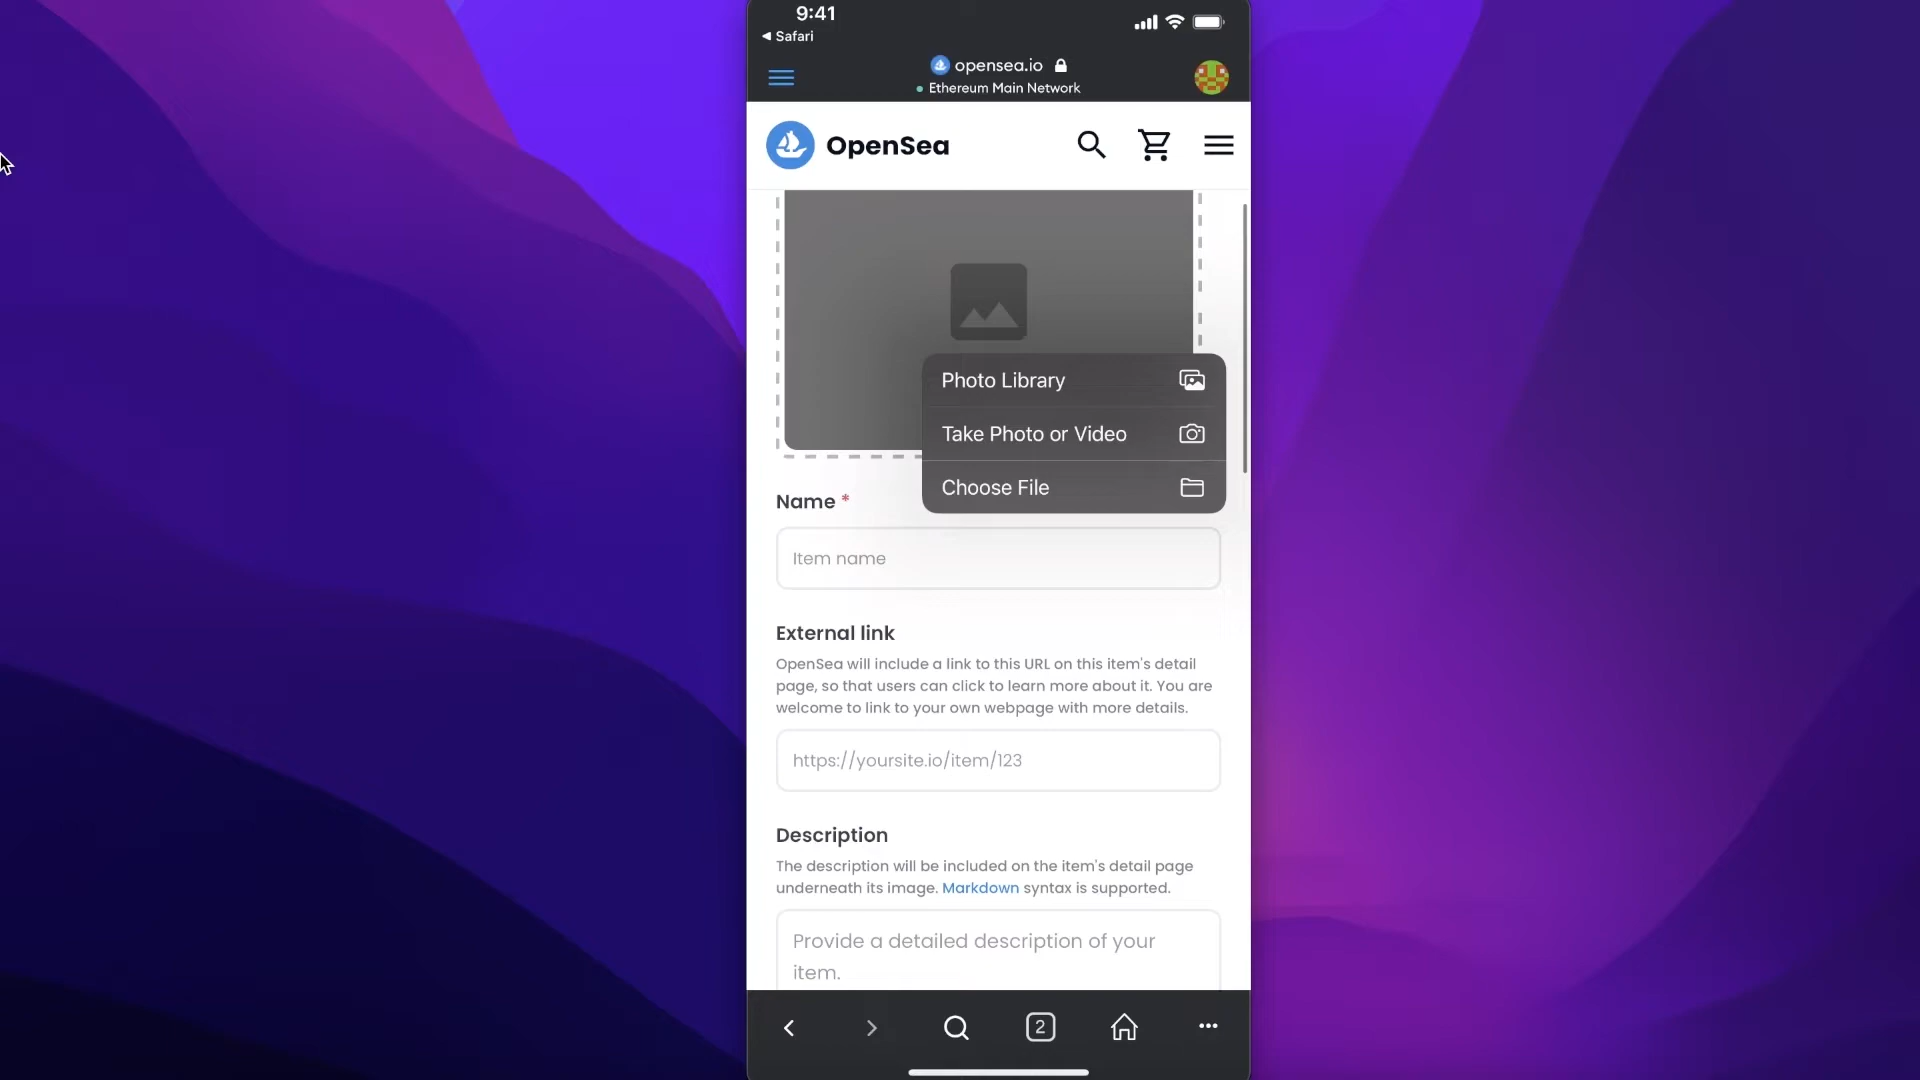 9:41
◀ Safari
opensea.io
Ethereum Main Network
OpenSea
Photo Library
Take Photo or Video
Choose File
Name *
Item name
External link
OpenSea will include a link to this URL on this item's detail
page, so that users can click to learn more about it. You are
welcome to link to your own webpage with more details.
https://yoursite.io/item/123
Description
The description will be included on the item's detail page
underneath its image. Markdown syntax is supported.
Provide a detailed description of your
item.
2